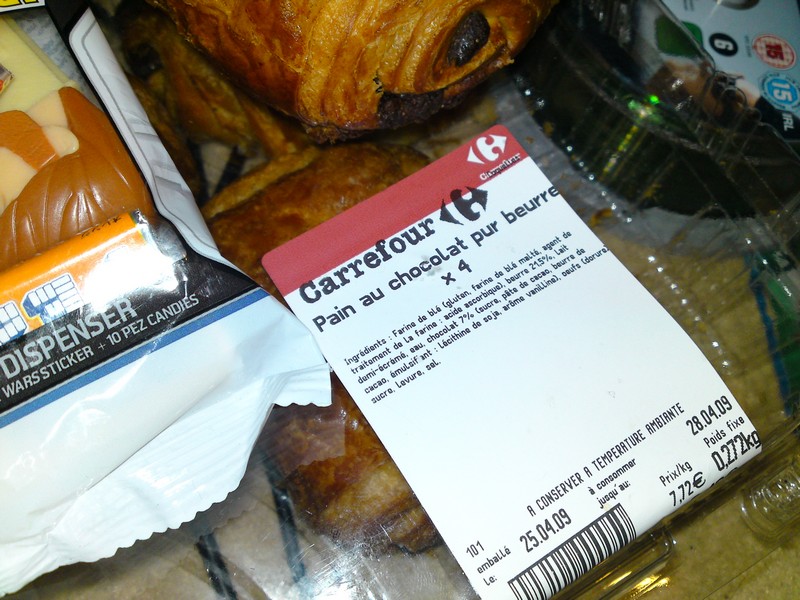 Carrefour
Carrefour
Pain au chocolat pur beurre
x 4
Ingrédients : Farine de blé (gluten, farine de blé malté, agent de
traitement de la farine : acide ascorbique), beurre 21,5%, lait
demi-écrémé, eau, chocolat 7% (sucre, pâte de cacao, beurre de
cacao, émulsifiant : Lécithine de soja, arôme vanilline), oeufs (dorure)
sucre, levure, sel.
A CONSERVER A TEMPERATURE AMBIANTE
101
emballé
Le:
25.04.09
à consommer
jusqu'au:
28.04.09
Prix/kg
7,72€
Poids fixe
0,272kg
DISPENSER
WARS STICKER + 10 PEZ CANDIES
6
15
15